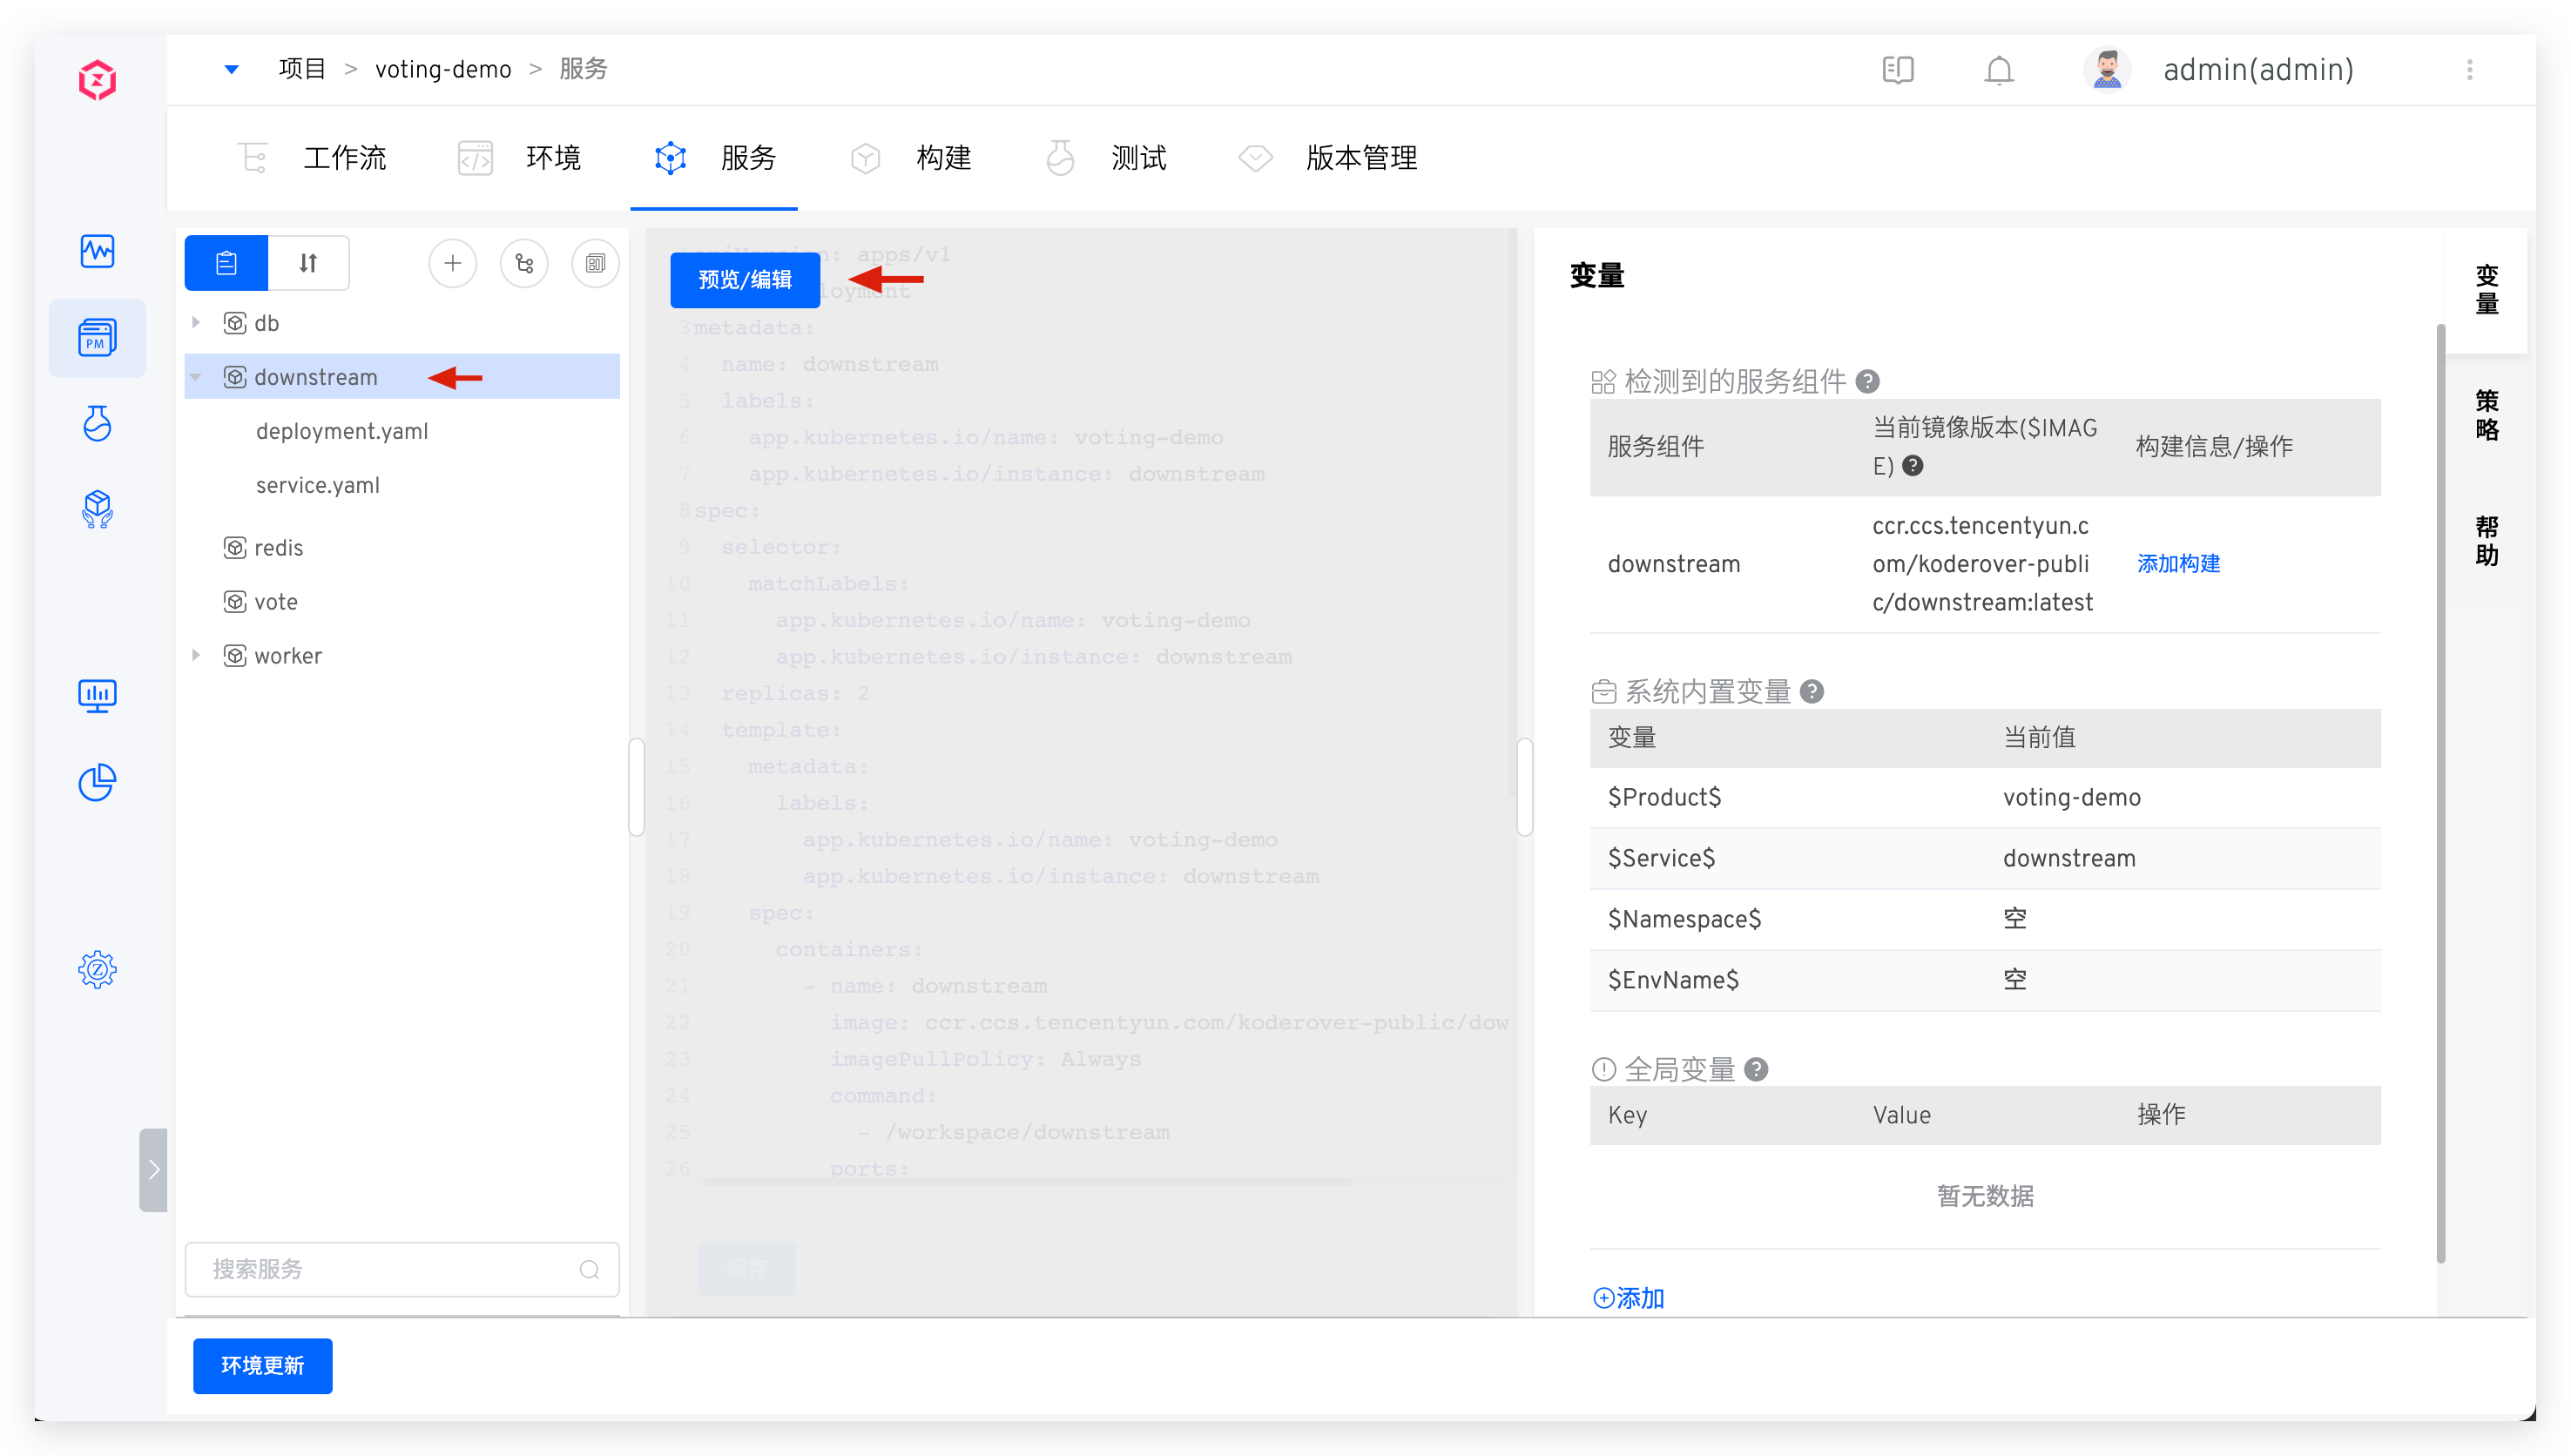 项目 > voting-demo > 服务
admin(admin)
工作流
环境
服务
构建
测试
版本管理
PM
db
downstream
deployment.yaml
service.yaml
redis
vote
worker
搜索服务
预览/编辑
apps/v1
loyment
3 metadata:
4 name: downstream
5 labels:
6 app.kubernetes.io/name: voting-demo
7 app.kubernetes.io/instance: downstream
8 spec:
9 selector:
10 matchLabels:
11 app.kubernetes.io/name: voting-demo
12 app.kubernetes.io/instance: downstream
13 replicas: 2
14 template:
15 metadata:
16 labels:
17 app.kubernetes.io/name: voting-demo
18 app.kubernetes.io/instance: downstream
19 spec:
20 containers:
21 - name: downstream
22 image: ccr.ccs.tencentyun.com/koderover-public/dow
23 imagePullPolicy: Always
24 command:
25 - /workspace/downstream
26 ports:
保存
变量
检测到的服务组件 ?
服务组件
当前镜像版本($IMAG
E) ?
构建信息/操作
downstream
ccr.ccs.tencentyun.c
om/koderover-publi
c/downstream:latest
添加构建
系统内置变量 ?
变量 当前值
$Product$ voting-demo
$Service$ downstream
$Namespace$ 空
$EnvName$ 空
全局变量 ?
Key Value 操作
暂无数据
添加
变量
策略
帮助
环境更新